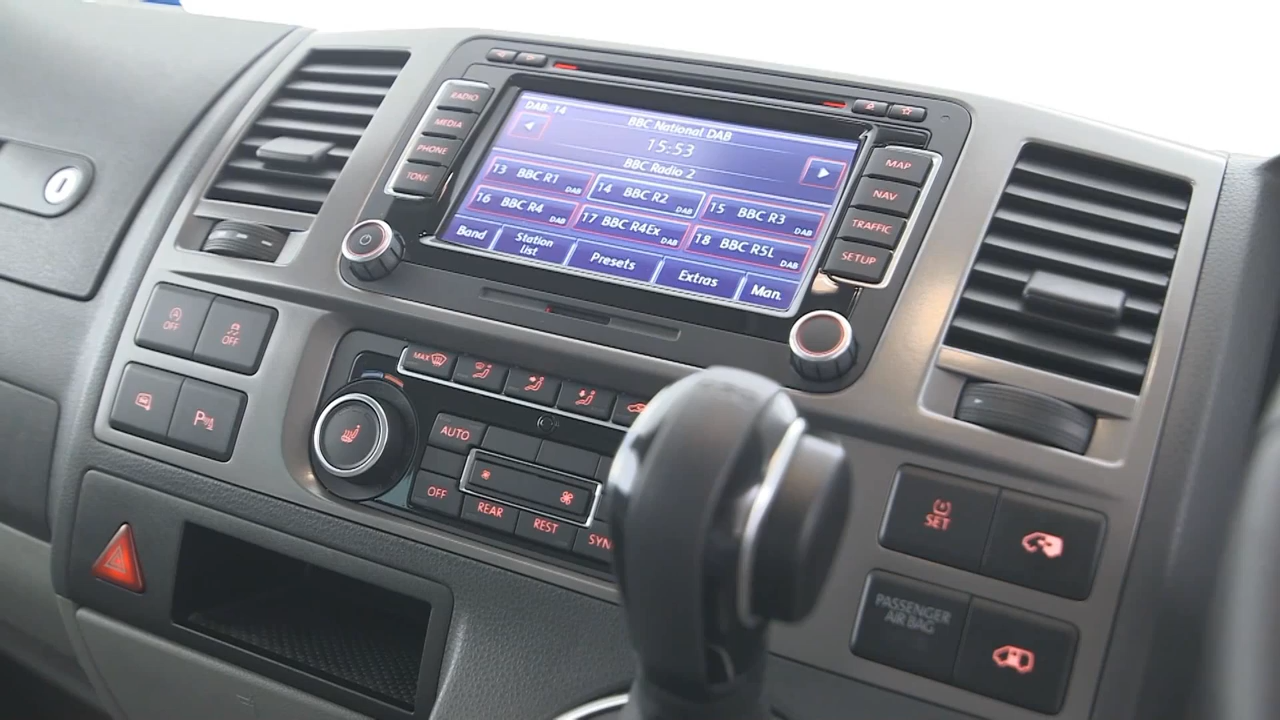 RADIO
MEDIA
PHONE
TONE
DAB: 14
BBC National DAB
15:53
BBC Radio 2
13 BBC R1 DAB
14 BBC R2 DAB
15 BBC R3 DAB
16 BBC R4 DAB
17 BBC R4Ex DAB
18 BBC R5L DAB
Band
Station list
Presets
Extras
Man.
MAP
NAV
TRAFFIC
SETUP
OFF
OFF
P
MAX
AUTO
OFF
REAR
REST
SYN
SET
PASSENGER
AIR BAG